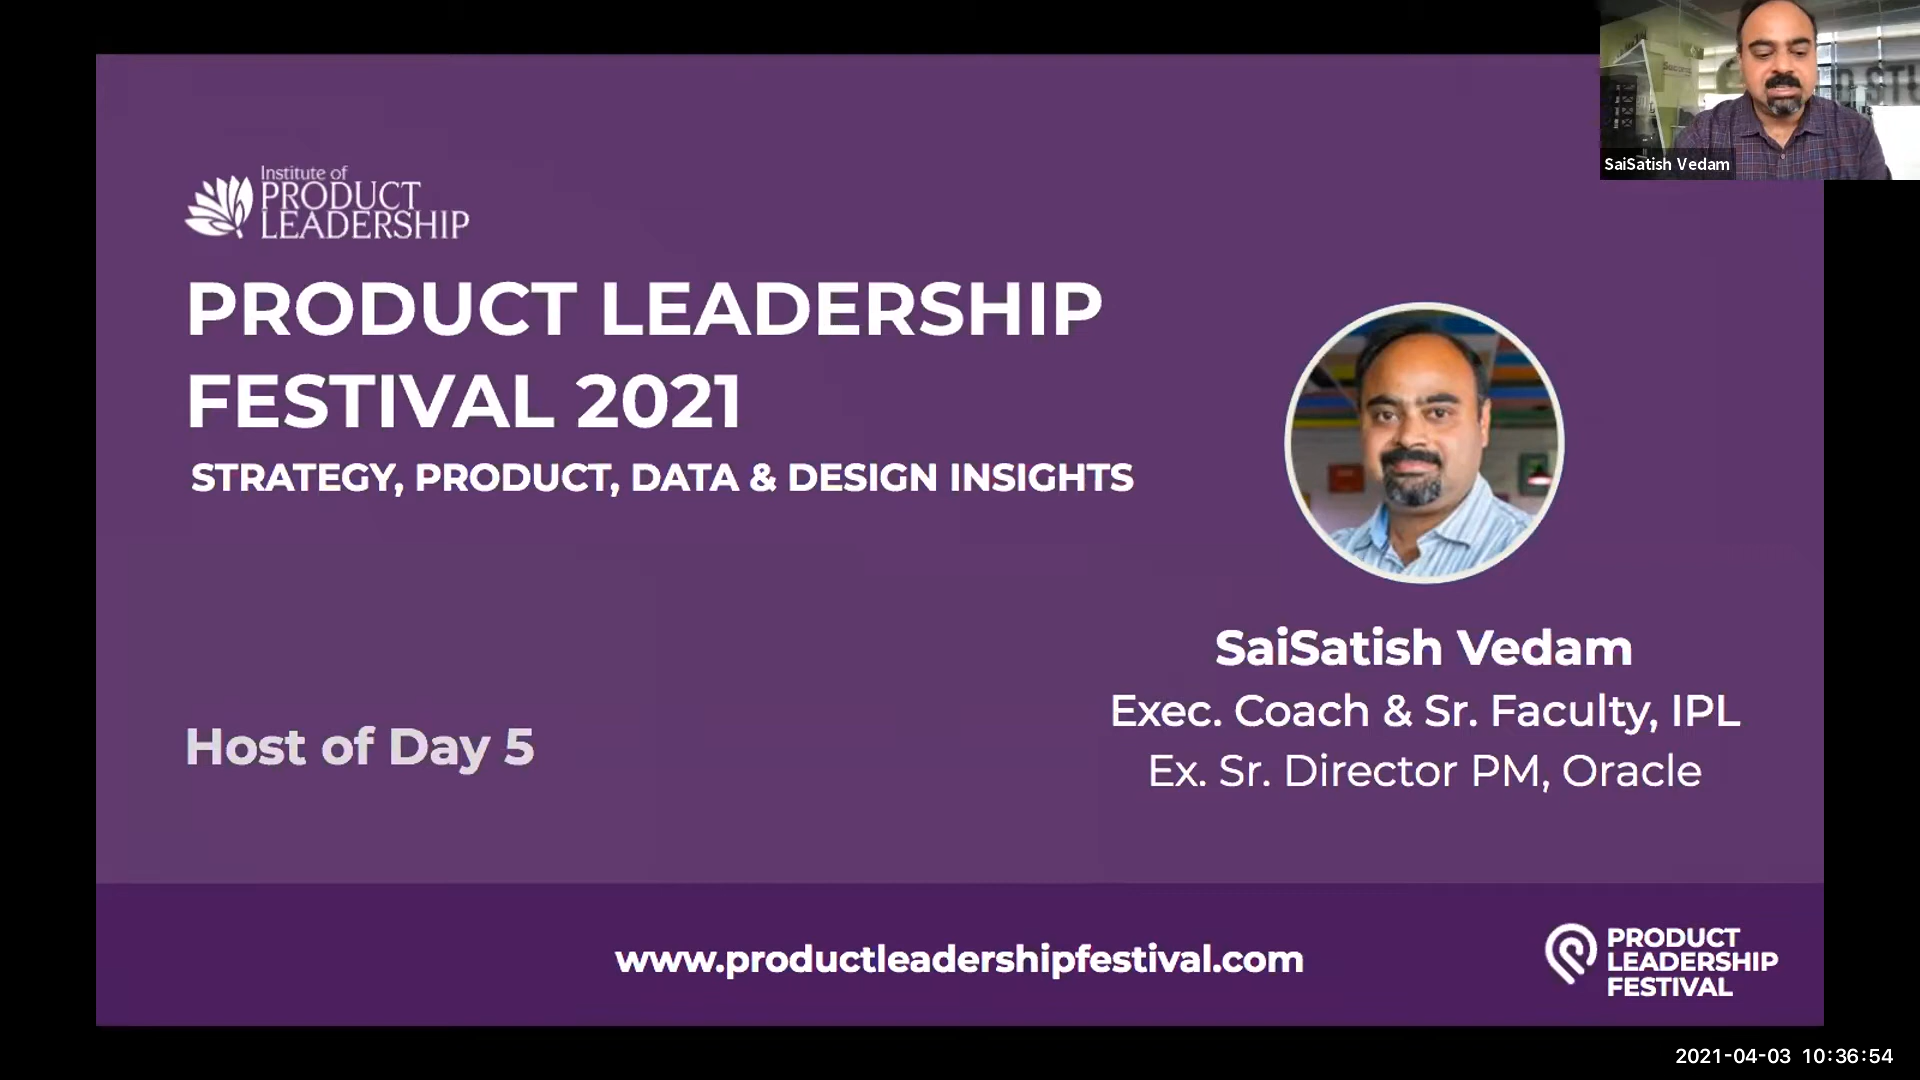 SaiSatish Vedam
Institute of
PRODUCT
LEADERSHIP
PRODUCT LEADERSHIP
FESTIVAL 2021
STRATEGY, PRODUCT, DATA & DESIGN INSIGHTS
SaiSatish Vedam
Exec. Coach & Sr. Faculty, IPL
Ex. Sr. Director PM, Oracle
Host of Day 5
www.productleadershipfestival.com
PRODUCT
LEADERSHIP
FESTIVAL
2021-04-03 10:36:54